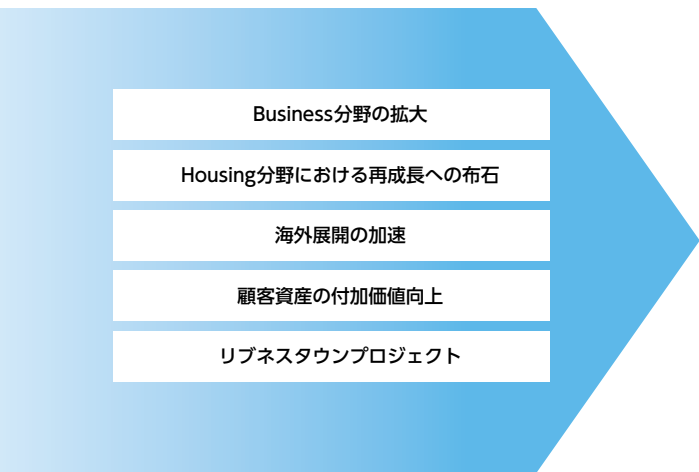 Business分野の拡大
Housing分野における再成長への布石
海外展開の加速
顧客資産の付加価値向上
リブネスタウンプロジェクト